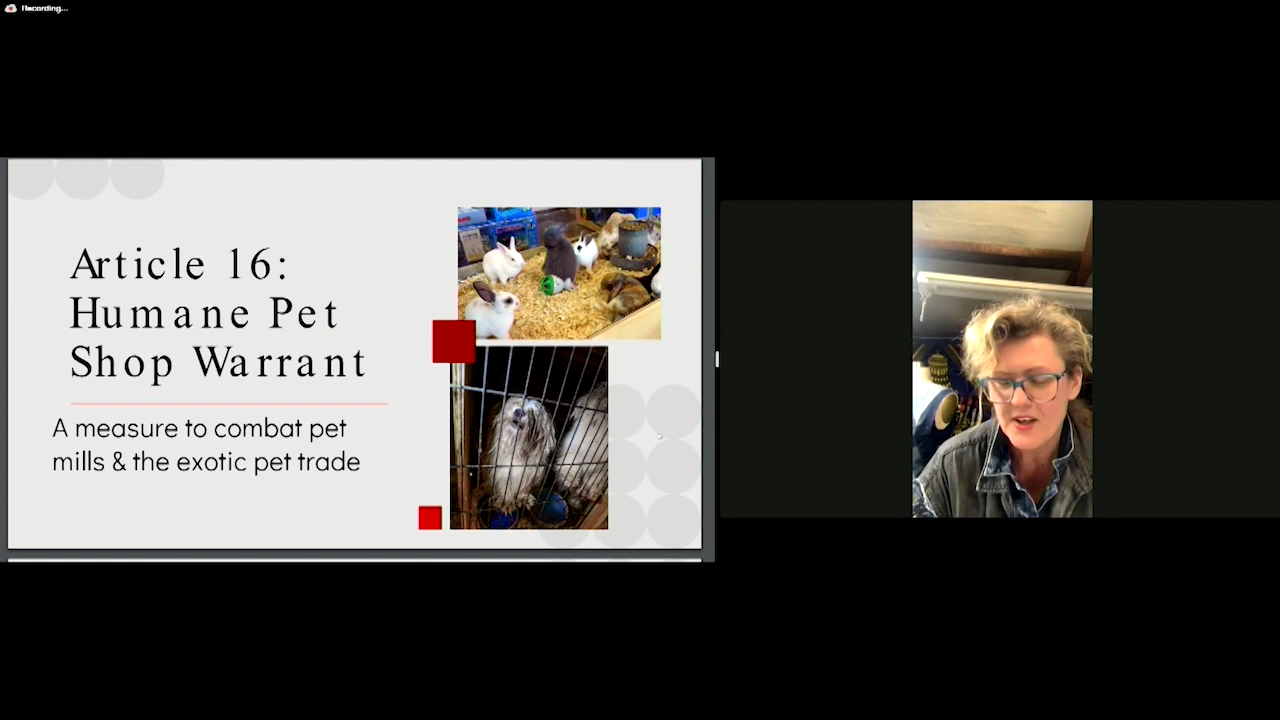 Recording...
Article 16:
Humane Pet
Shop Warrant
A measure to combat pet
mills & the exotic pet trade